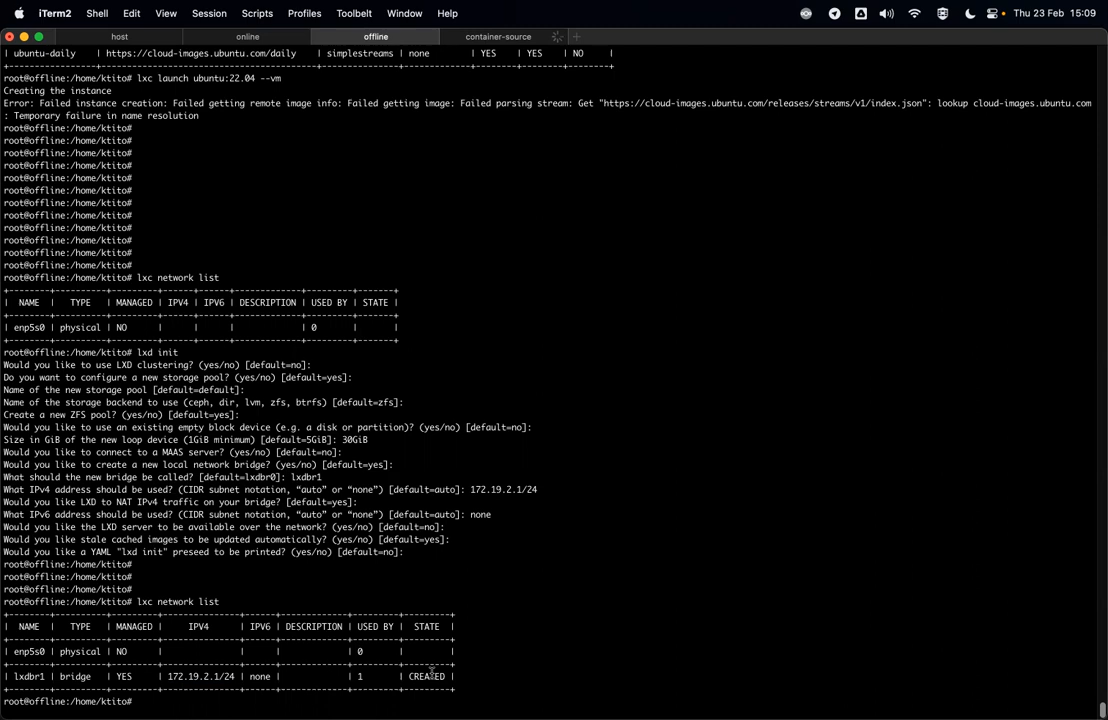 iTerm2 Shell Edit View Session Scripts Profiles Toolbelt Window Help Thu 23 Feb 15:09
host online offline container-source
| ubuntu-daily | https://cloud-images.ubuntu.com/daily | simplestreams | none | YES | YES | NO |
root@offline:/home/ktito# lxc launch ubuntu:22.04 --vm
Creating the instance
Error: Failed instance creation: Failed getting remote image info: Failed getting image: Failed parsing stream: Get "https://cloud-images.ubuntu.com/releases/streams/v1/index.json": lookup cloud-images.ubuntu.com
: Temporary failure in name resolution
root@offline:/home/ktito#
root@offline:/home/ktito#
root@offline:/home/ktito#
root@offline:/home/ktito#
root@offline:/home/ktito#
root@offline:/home/ktito#
root@offline:/home/ktito#
root@offline:/home/ktito#
root@offline:/home/ktito#
root@offline:/home/ktito#
root@offline:/home/ktito#
root@offline:/home/ktito#
root@offline:/home/ktito# lxc network list
| NAME | TYPE | MANAGED | IPV4 | IPV6 | DESCRIPTION | USED BY | STATE |
| enp5s0 | physical | NO | | | | 0 | |
root@offline:/home/ktito# lxd init
Would you like to use LXD clustering? (yes/no) [default=no]:
Do you want to configure a new storage pool? (yes/no) [default=yes]:
Name of the new storage pool [default=default]:
Name of the storage backend to use (ceph, dir, lvm, zfs, btrfs) [default=zfs]:
Create a new ZFS pool? (yes/no) [default=yes]:
Would you like to use an existing empty block device (e.g. a disk or partition)? (yes/no) [default=no]:
Size in GiB of the new loop device (1GiB minimum) [default=5GiB]: 30GiB
Would you like to connect to a MAAS server? (yes/no) [default=no]:
Would you like to create a new local network bridge? (yes/no) [default=yes]:
What should the new bridge be called? [default=lxdbr0]: lxdbr1
What IPv4 address should be used? (CIDR subnet notation, “auto” or “none”) [default=auto]: 172.19.2.1/24
Would you like LXD to NAT IPv4 traffic on your bridge? [default=yes]:
What IPv6 address should be used? (CIDR subnet notation, “auto” or “none”) [default=auto]: none
Would you like the LXD server to be available over the network? (yes/no) [default=no]:
Would you like stale cached images to be updated automatically? (yes/no) [default=yes]:
Would you like a YAML "lxd init" preseed to be printed? (yes/no) [default=no]:
root@offline:/home/ktito#
root@offline:/home/ktito#
root@offline:/home/ktito#
root@offline:/home/ktito# lxc network list
| NAME | TYPE | MANAGED | IPV4 | IPV6 | DESCRIPTION | USED BY | STATE |
| enp5s0 | physical | NO | | | | 0 | |
| lxdbr1 | bridge | YES | 172.19.2.1/24 | none | | 1 | CREATED |
root@offline:/home/ktito#